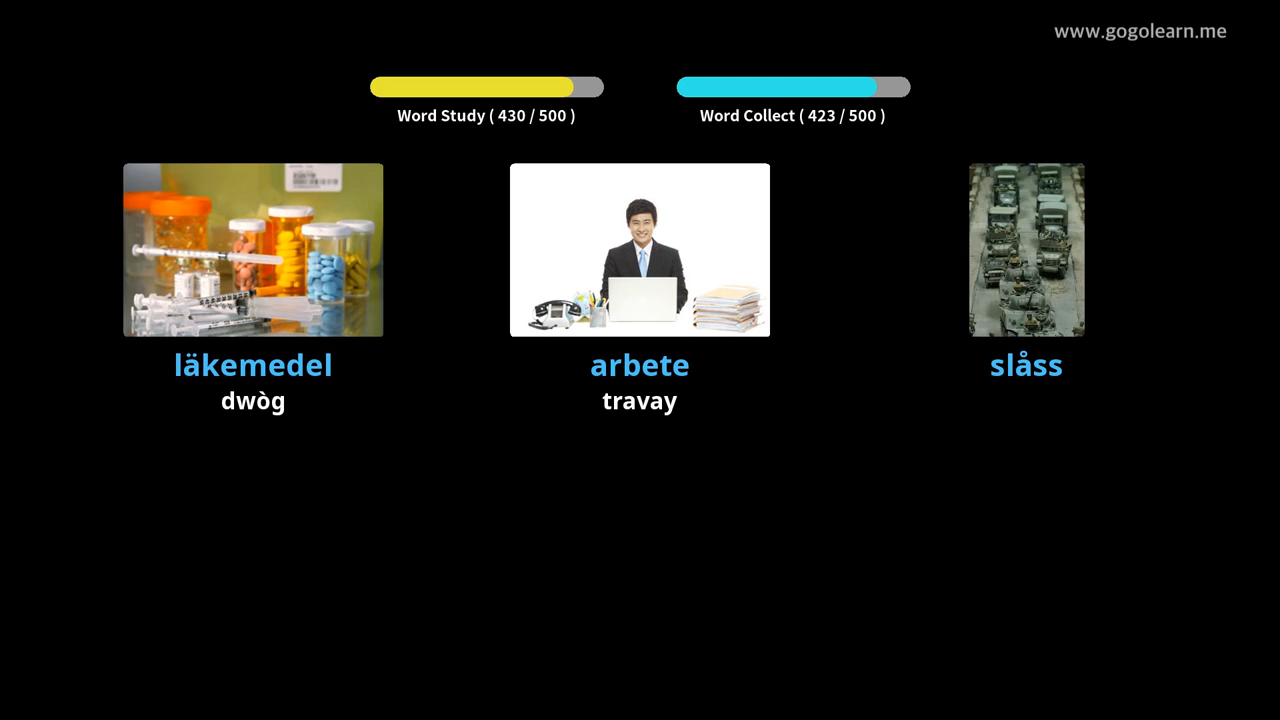 www.gogolearn.me
Word Study ( 430 / 500 )
Word Collect ( 423 / 500 )
läkemedel
dwòg
arbete
travay
slåss